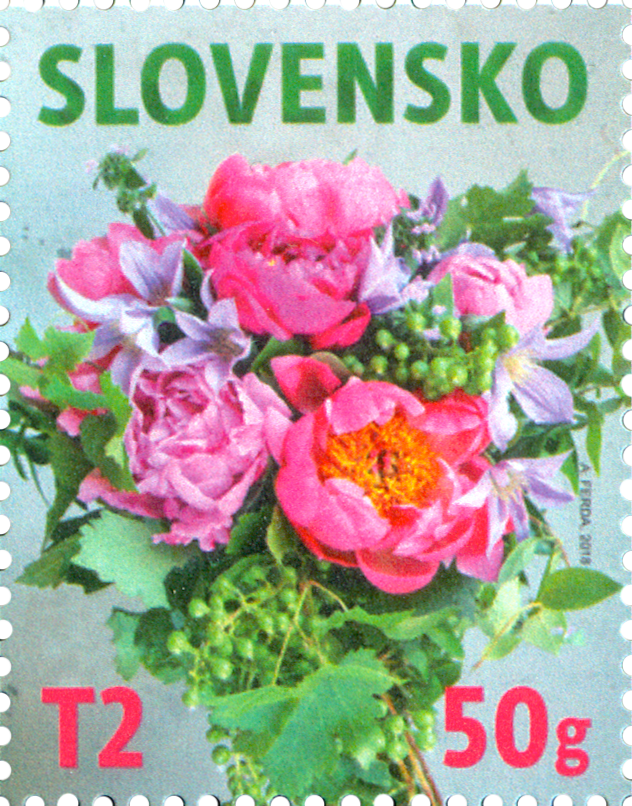 SLOVENSKO
A. FERDA 2018
T2
50g